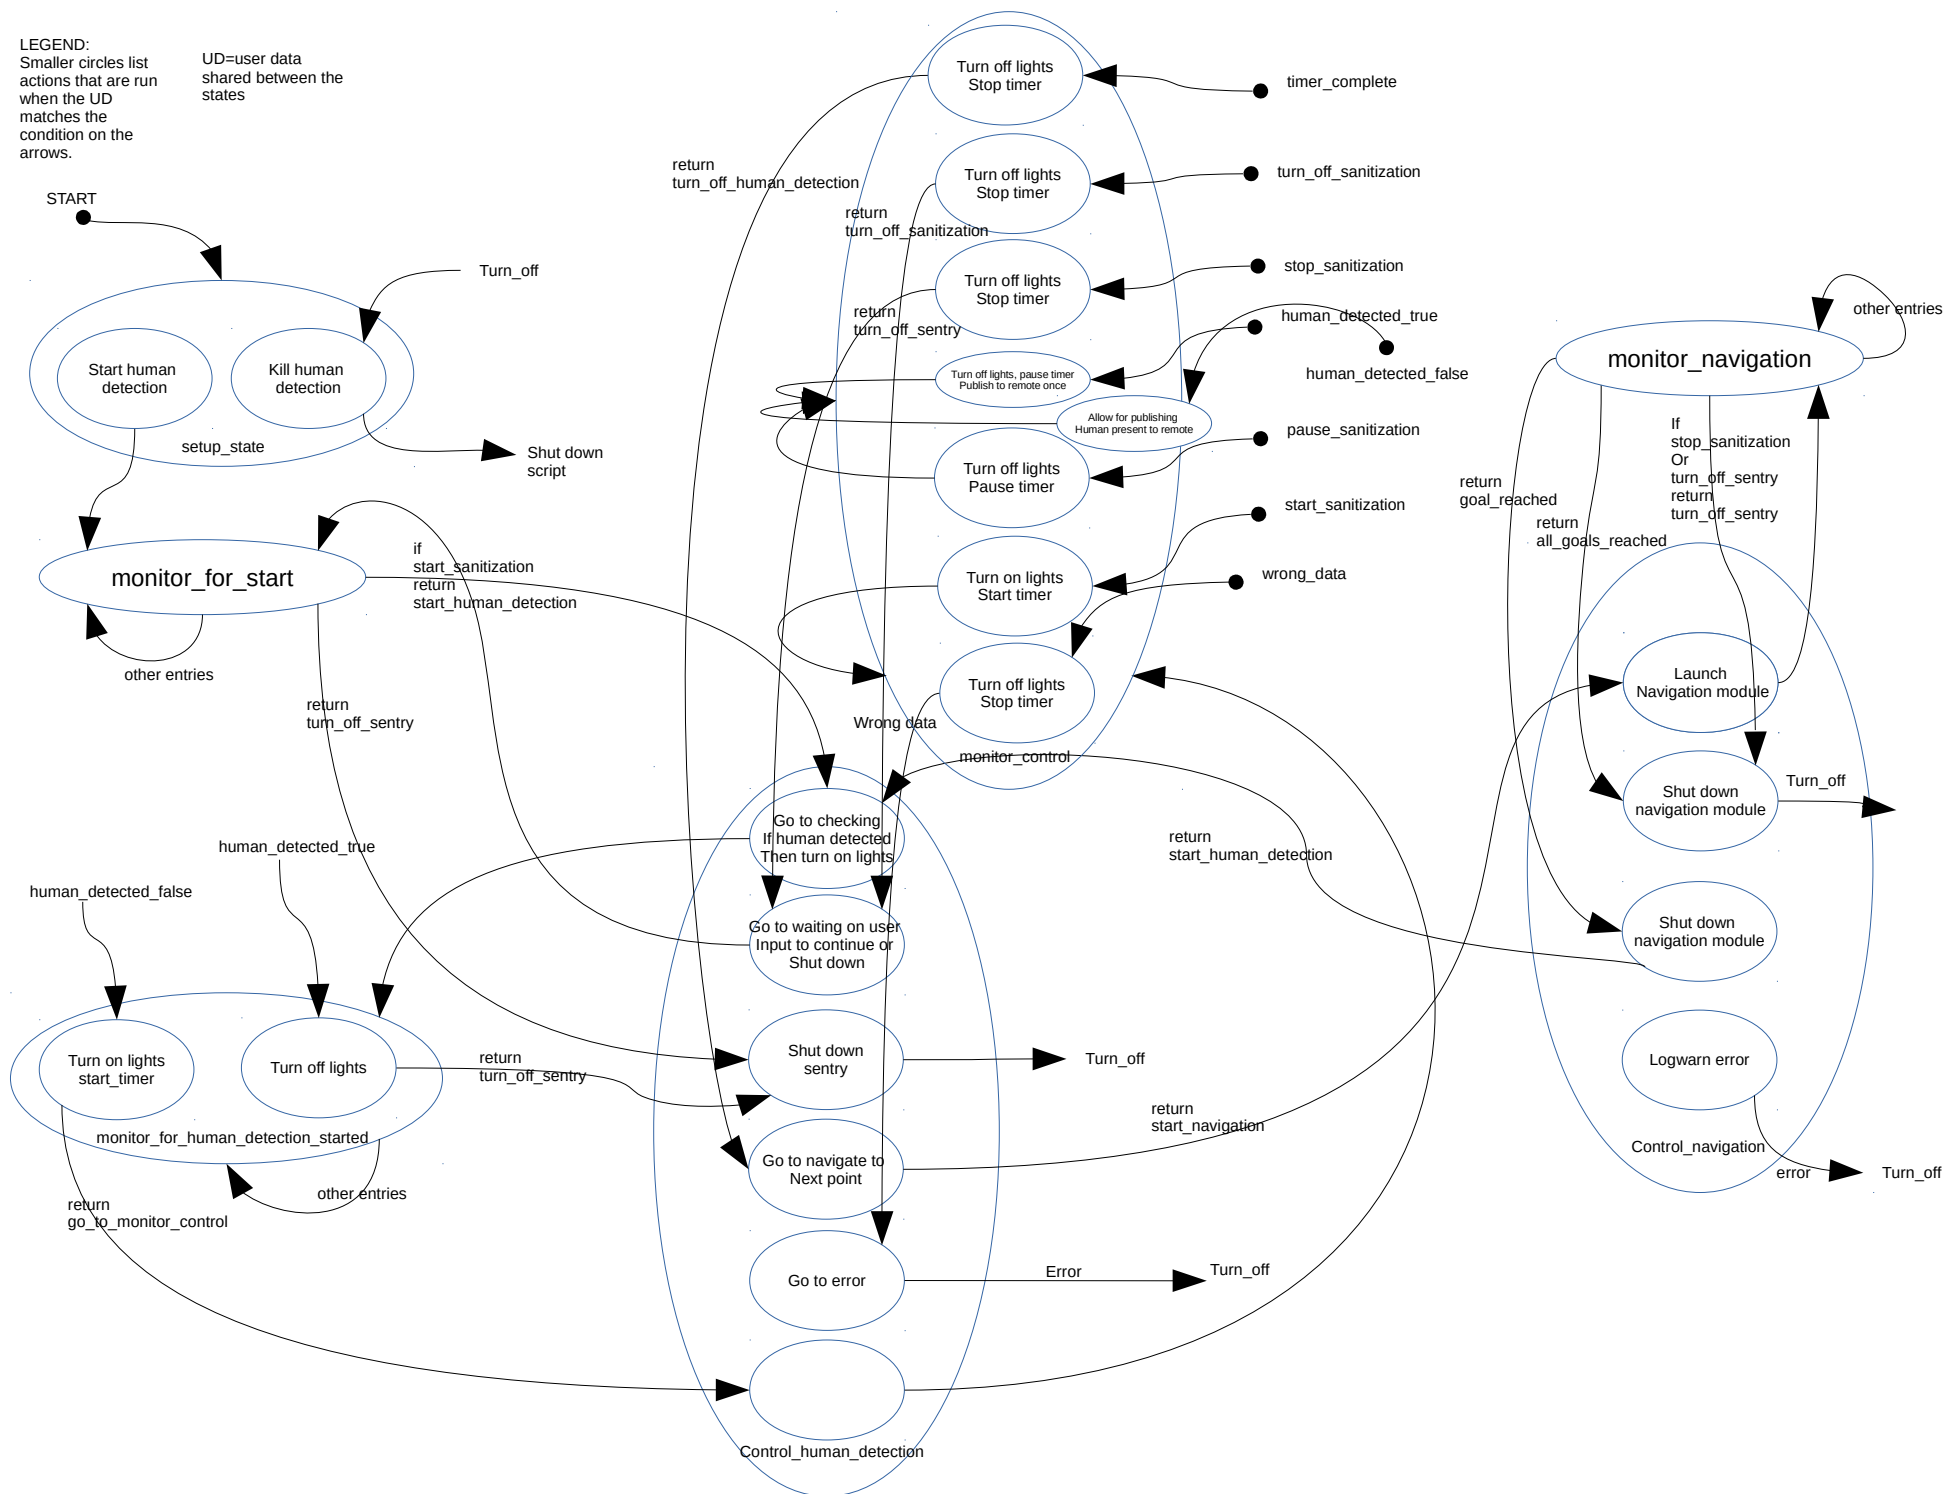 LEGEND:
Smaller circles list
actions that are run
when the UD
matches the
condition on the
arrows.
UD=user data
shared between the
states
START
Turn_off
Start human
detection
Kill human
detection
setup_state
Shut down
script
monitor_for_start
other entries
if
start_sanitization
return
start_human_detection
return
turn_off_sentry
human_detected_true
human_detected_false
Turn on lights
start_timer
Turn off lights
monitor_for_human_detection_started
other entries
return
go_to_monitor_control
return
turn_off_sentry
return
turn_off_human_detection
return
turn_off_sanitization
return
turn_off_sentry
Turn off lights
Stop timer
timer_complete
Turn off lights
Stop timer
turn_off_sanitization
Turn off lights
Stop timer
stop_sanitization
Turn off lights, pause timer
Publish to remote once
human_detected_true
human_detected_false
Allow for publishing
Human present to remote
Turn off lights
Pause timer
pause_sanitization
Turn on lights
Start timer
start_sanitization
wrong_data
Turn off lights
Stop timer
Wrong data
monitor_control
Go to checking
If human detected
Then turn on lights
Go to waiting on user
Input to continue or
Shut down
Shut down
sentry
Turn_off
Go to navigate to
Next point
Go to error
Error
Turn_off
Control_human_detection
return
start_human_detection
return
start_navigation
monitor_navigation
other entries
return
goal_reached
return
all_goals_reached
If
stop_sanitization
Or
turn_off_sentry
return
turn_off_sentry
Launch
Navigation module
Shut down
navigation module
Turn_off
Shut down
navigation module
Logwarn error
Control_navigation
error
Turn_off